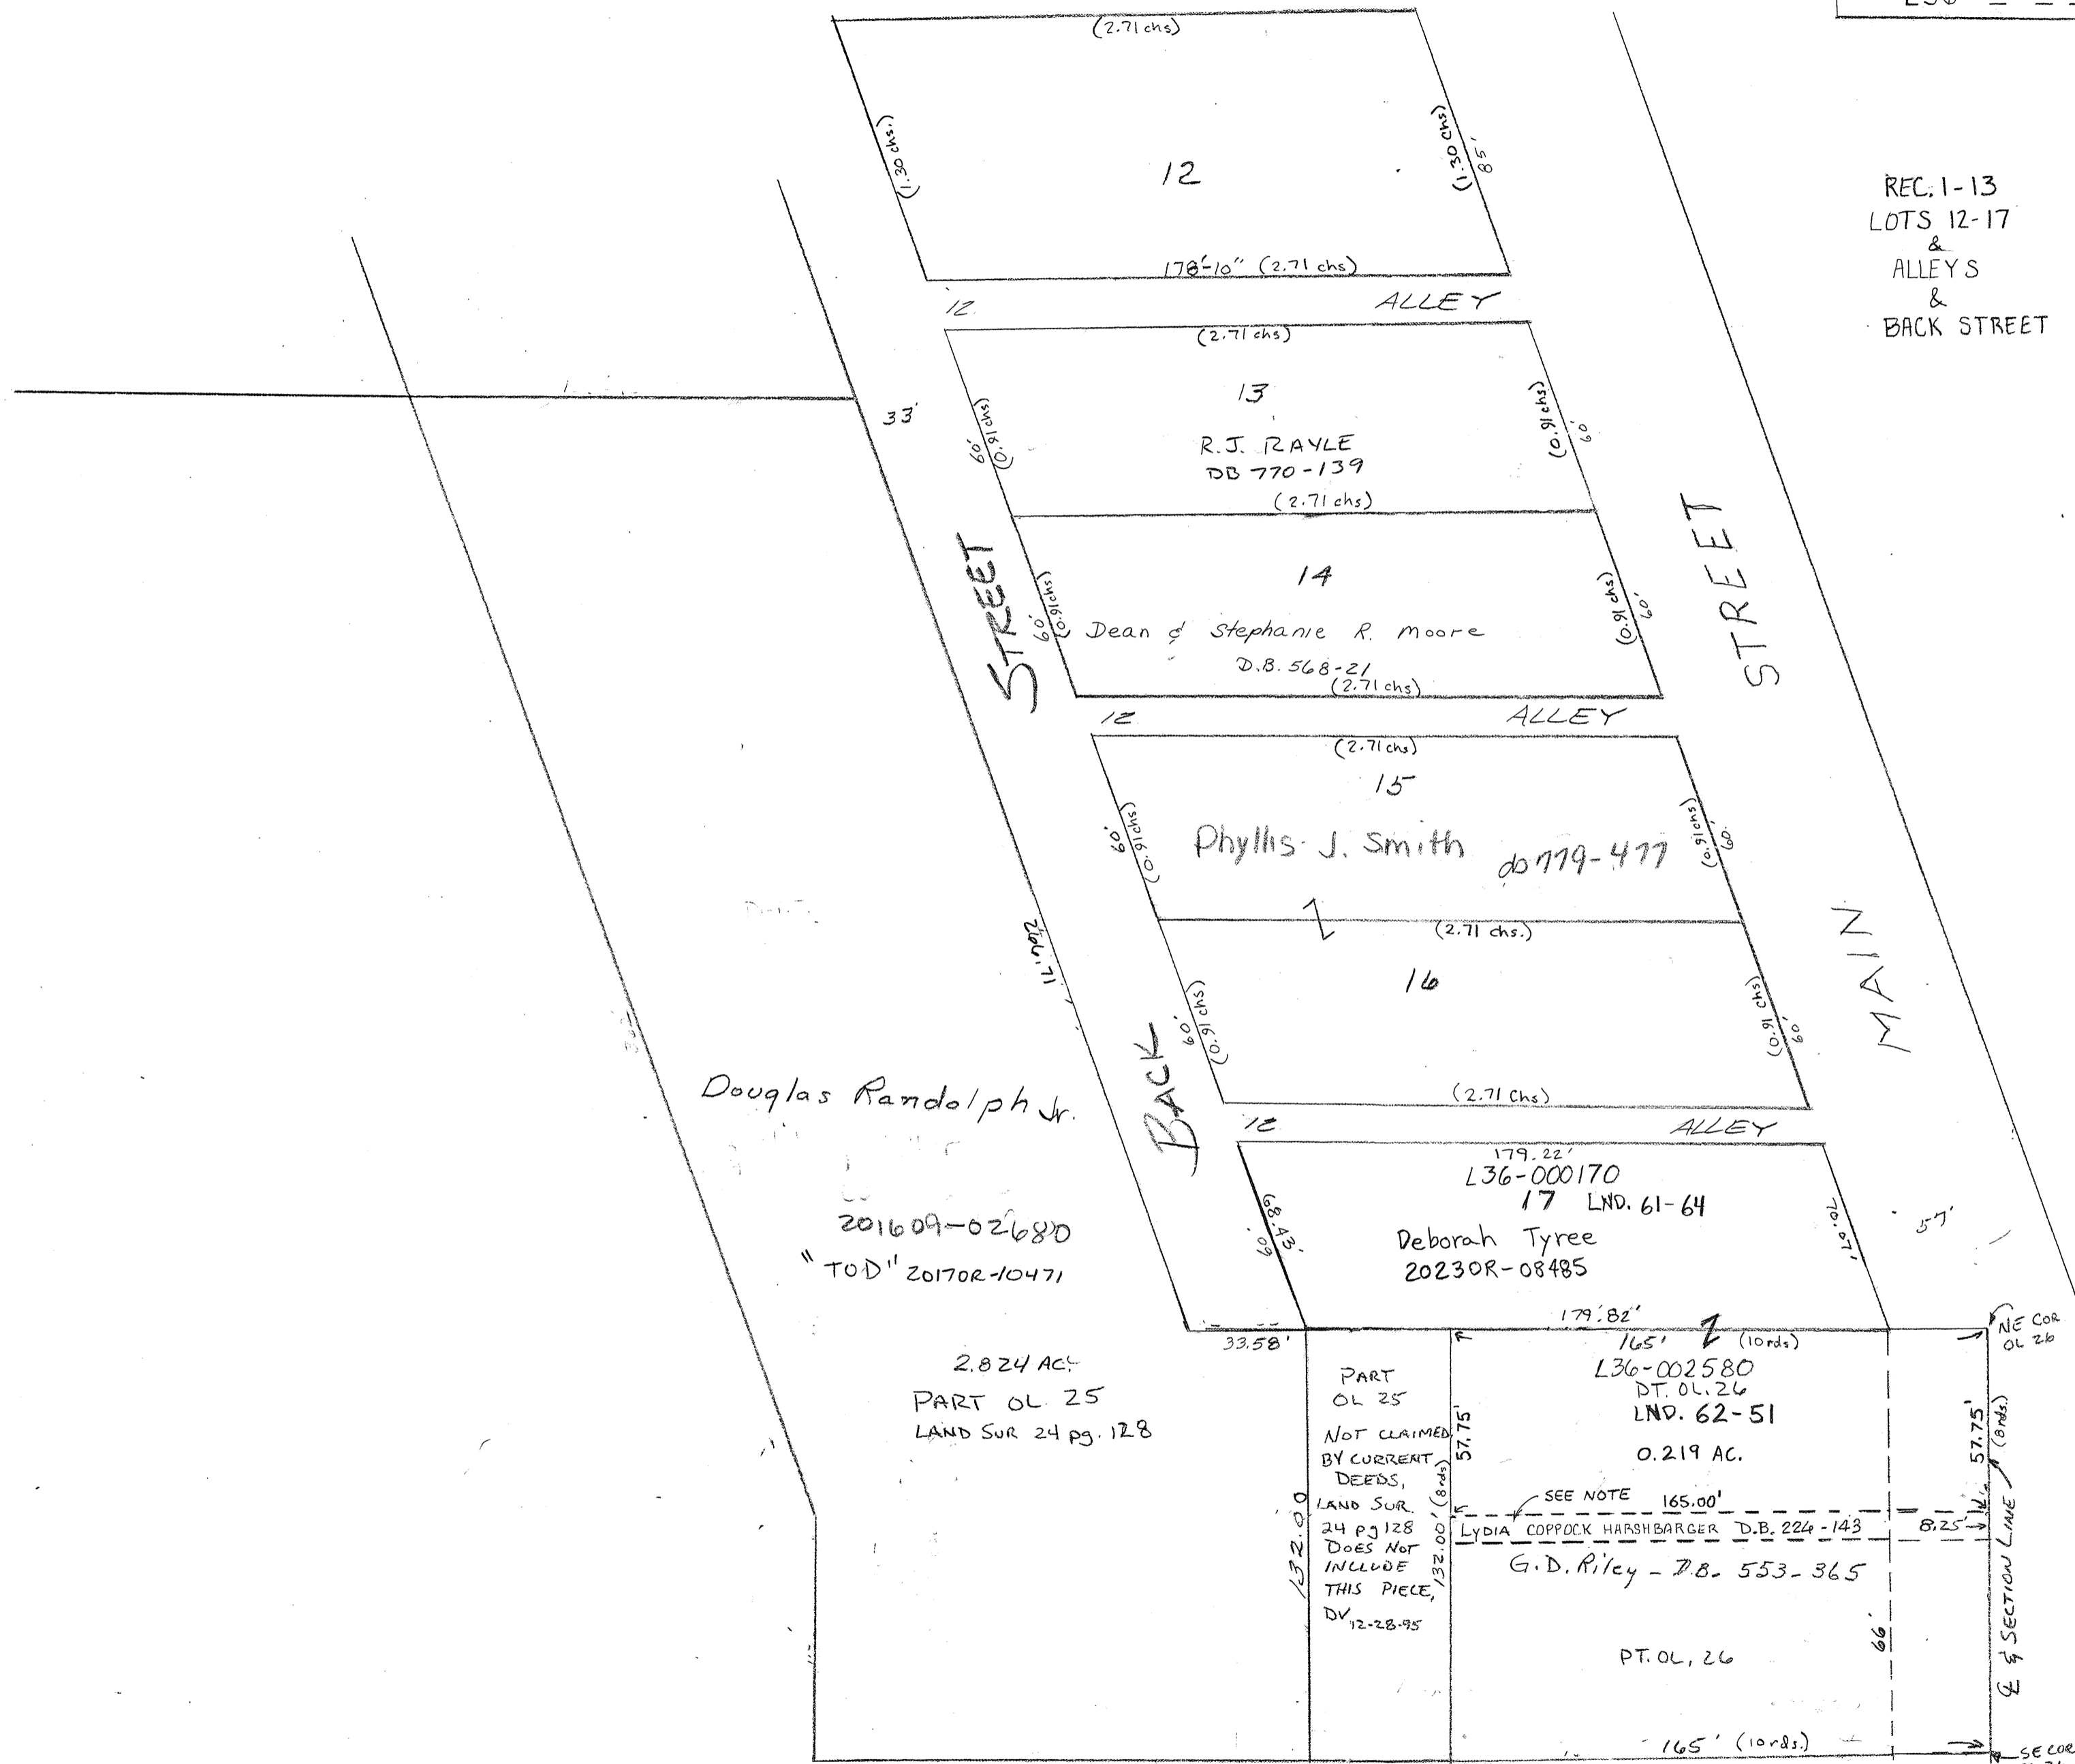 (2.71 chs)
(1.30 chs.)
(1.30 chs)
85'
12
178'-10" (2.71 chs)
REC. 1-13
LOTS 12-17
&
ALLEYS
&
BACK STREET
12
ALLEY
(2.71 chs)
33'
60'
(0.91 chs)
13
R.J. RAYLE
DB 770-139
(2.71 chs)
(0.91 chs)
60'
STREET
60'
(0.91 chs)
14
Dean & Stephanie R. Moore
D.B. 568-21
(2.71 chs)
(0.91 chs)
60'
STREET
12
ALLEY
(2.71 chs)
15
60'
(0.91 chs)
Phyllis J. Smith db 779-477
(0.91 chs)
60'
(2.71 chs.)
MAIN
16
60'
(0.91 chs)
(0.91 chs)
60'
BACK
(2.71 Chs)
12
ALLEY
Douglas Randolph Jr.
201609-02680
"TOD" 20170R-10471
179.22'
L36-000170
17 LND. 61-64
Deborah Tyree
20230R-08485
68.43'
60'
70.07'
57'
179.82'
33.58'
165' (10rds)
NE COR
OL 26
2.824 AC.
PART OL 25
LAND SUR 24 pg. 128
PART
OL 25
NOT CLAIMED
BY CURRENT
DEEDS,
LAND SUR.
24 pg 128
DOES NOT
INCLUDE
THIS PIECE,
DV 12-28-95
132.00
57.75'
132.00' (8rds)
L36-002580
PT. OL. 26
LND. 62-51
0.219 AC.
57.75'
(8rds.)
SEE NOTE 165.00'
LYDIA COPPOCK HARSHBARGER D.B. 224-143
8.25'
G.D. Riley - D.B. 553-365
PT. OL, 26
66'
SECTION LINE
165' (10rds.)
SE COR